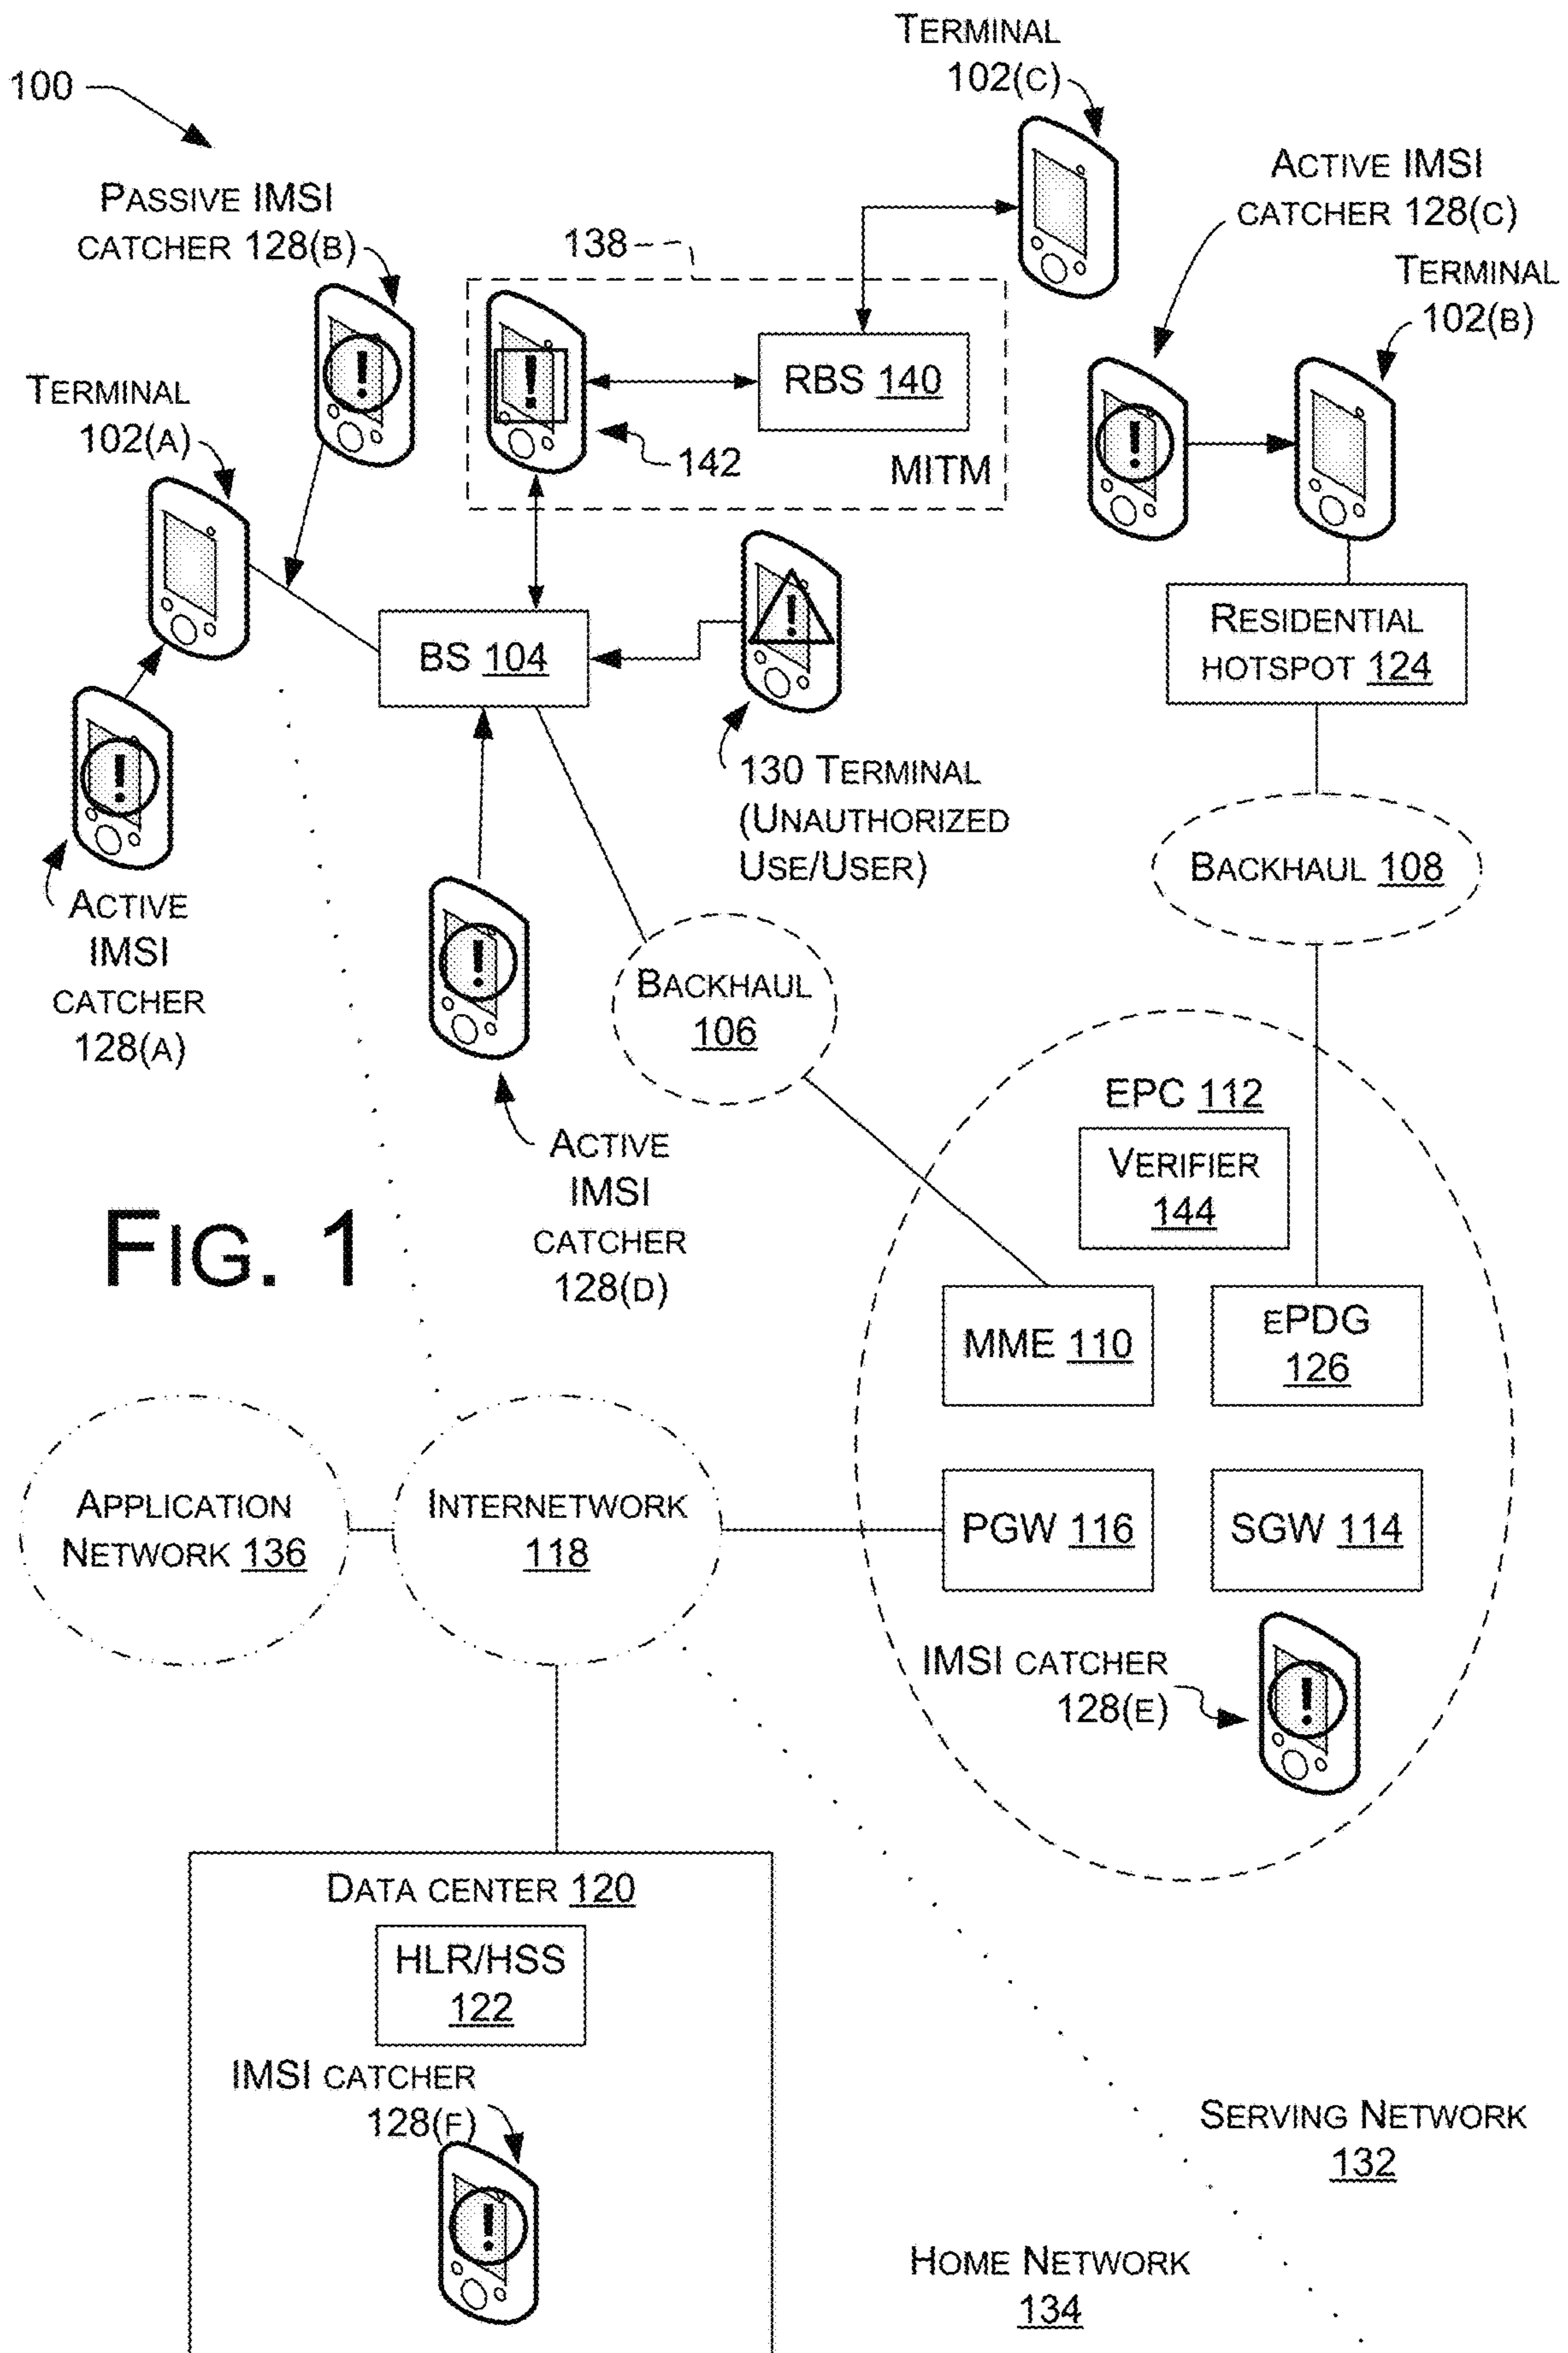 100
TERMINAL
102(C)
PASSIVE IMSI
CATCHER 128(B)
138
ACTIVE IMSI
CATCHER 128(C)
TERMINAL
102(B)
TERMINAL
102(A)
RBS 140
142
MITM
BS 104
RESIDENTIAL
HOTSPOT 124
130 TERMINAL
(UNAUTHORIZED
USE/USER)
BACKHAUL 108
ACTIVE
IMSI
CATCHER
128(A)
BACKHAUL
106
EPC 112
VERIFIER
144
ACTIVE
IMSI
CATCHER
128(D)
FIG. 1
MME 110
EPDG
126
APPLICATION
NETWORK 136
INTERNETWORK
118
PGW 116
SGW 114
IMSI CATCHER
128(E)
DATA CENTER 120
HLR/HSS
122
IMSI CATCHER
128(F)
SERVING NETWORK
132
HOME NETWORK
134